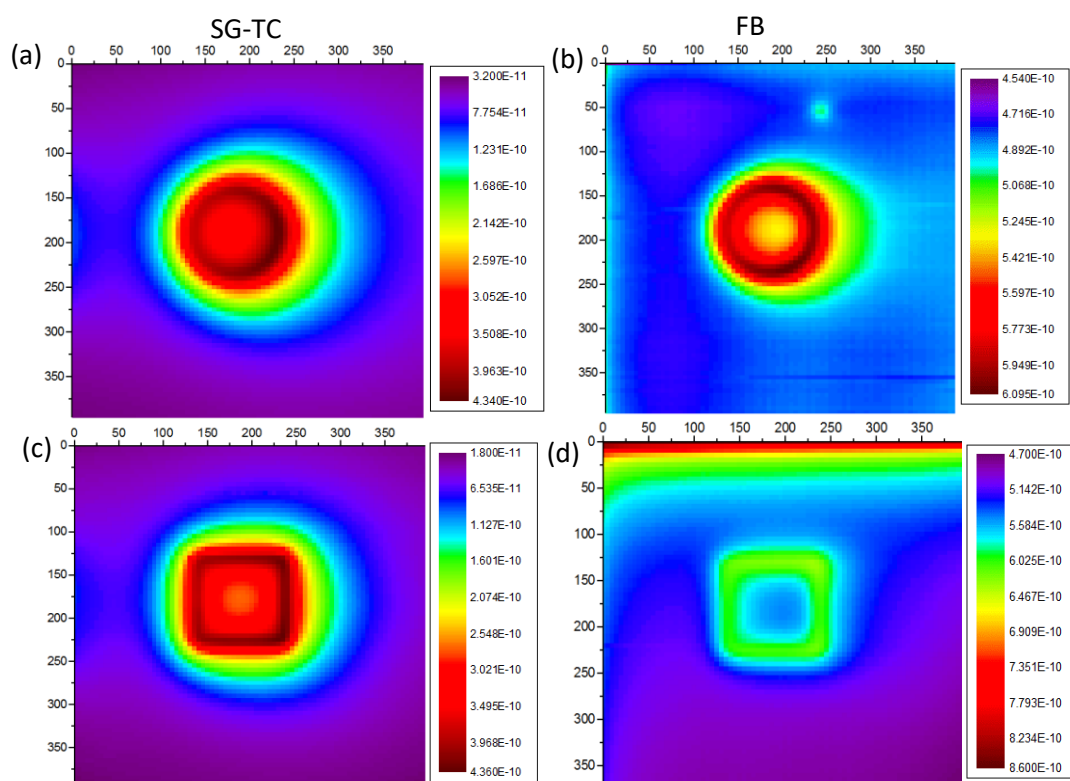 SG-TC
FB
(a)
0 50 100 150 200 250 300 350
0
50
100
150
200
250
300
350
3.200E-11
7.754E-11
1.231E-10
1.686E-10
2.142E-10
2.597E-10
3.052E-10
3.508E-10
3.963E-10
4.340E-10
(b)
0 50 100 150 200 250 300 350
0
50
100
150
200
250
300
350
4.540E-10
4.716E-10
4.892E-10
5.068E-10
5.245E-10
5.421E-10
5.597E-10
5.773E-10
5.949E-10
6.095E-10
(c)
0 50 100 150 200 250 300 350
0
50
100
150
200
250
300
350
1.800E-11
6.535E-11
1.127E-10
1.601E-10
2.074E-10
2.548E-10
3.021E-10
3.495E-10
3.968E-10
4.360E-10
(d)
0 50 100 150 200 250 300 350
0
50
100
150
200
250
300
350
4.700E-10
5.142E-10
5.584E-10
6.025E-10
6.467E-10
6.909E-10
7.351E-10
7.793E-10
8.234E-10
8.600E-10